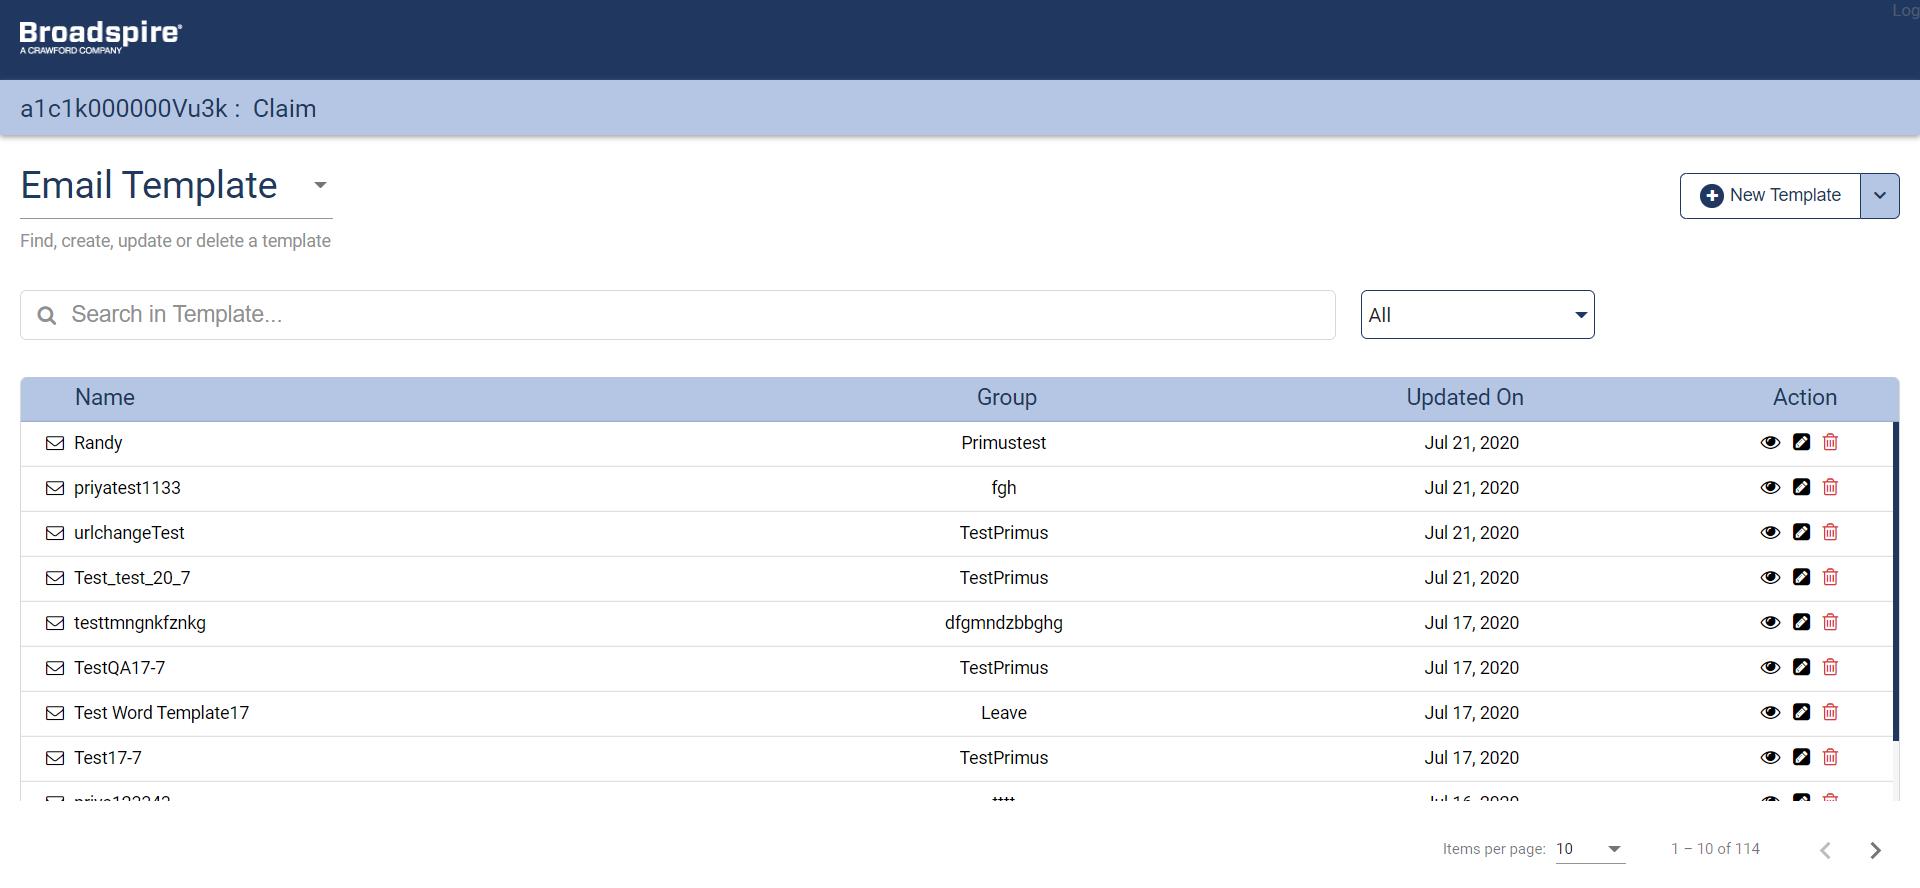 Log
Broadspire®
A CRAWFORD COMPANY
a1c1k000000Vu3k : Claim
Email Template
New Template
Find, create, update or delete a template
Search in Template...
All
Name Group Updated On Action
Randy Primustest Jul 21, 2020
priyatest1133 fgh Jul 21, 2020
urlchangeTest TestPrimus Jul 21, 2020
Test_test_20_7 TestPrimus Jul 21, 2020
testtmngnkfznkg dfgmndzbbghg Jul 17, 2020
TestQA17-7 TestPrimus Jul 17, 2020
Test Word Template17 Leave Jul 17, 2020
Test17-7 TestPrimus Jul 17, 2020
Jul 16, 2020
Items per page: 10 1 – 10 of 114